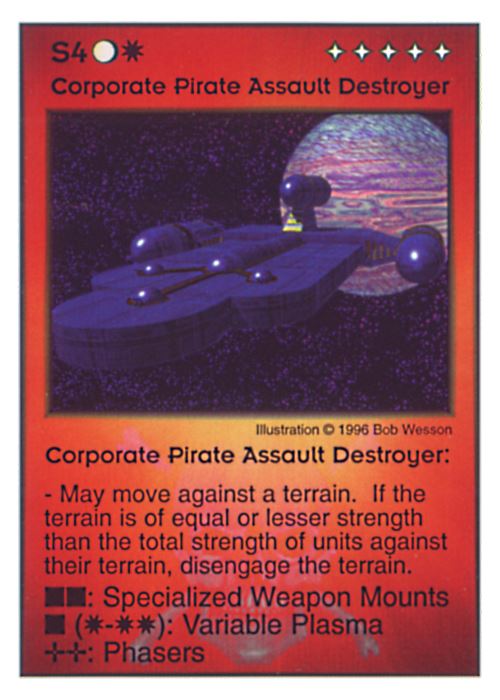 S4
Corporate Pirate Assault Destroyer
Illustration © 1996 Bob Wesson
Corporate Pirate Assault Destroyer:
- May move against a terrain. If the
terrain is of equal or lesser strength
than the total strength of units against
their terrain, disengage the terrain.
■■: Specialized Weapon Mounts
■ (✷-✷✷): Variable Plasma
✢✢: Phasers